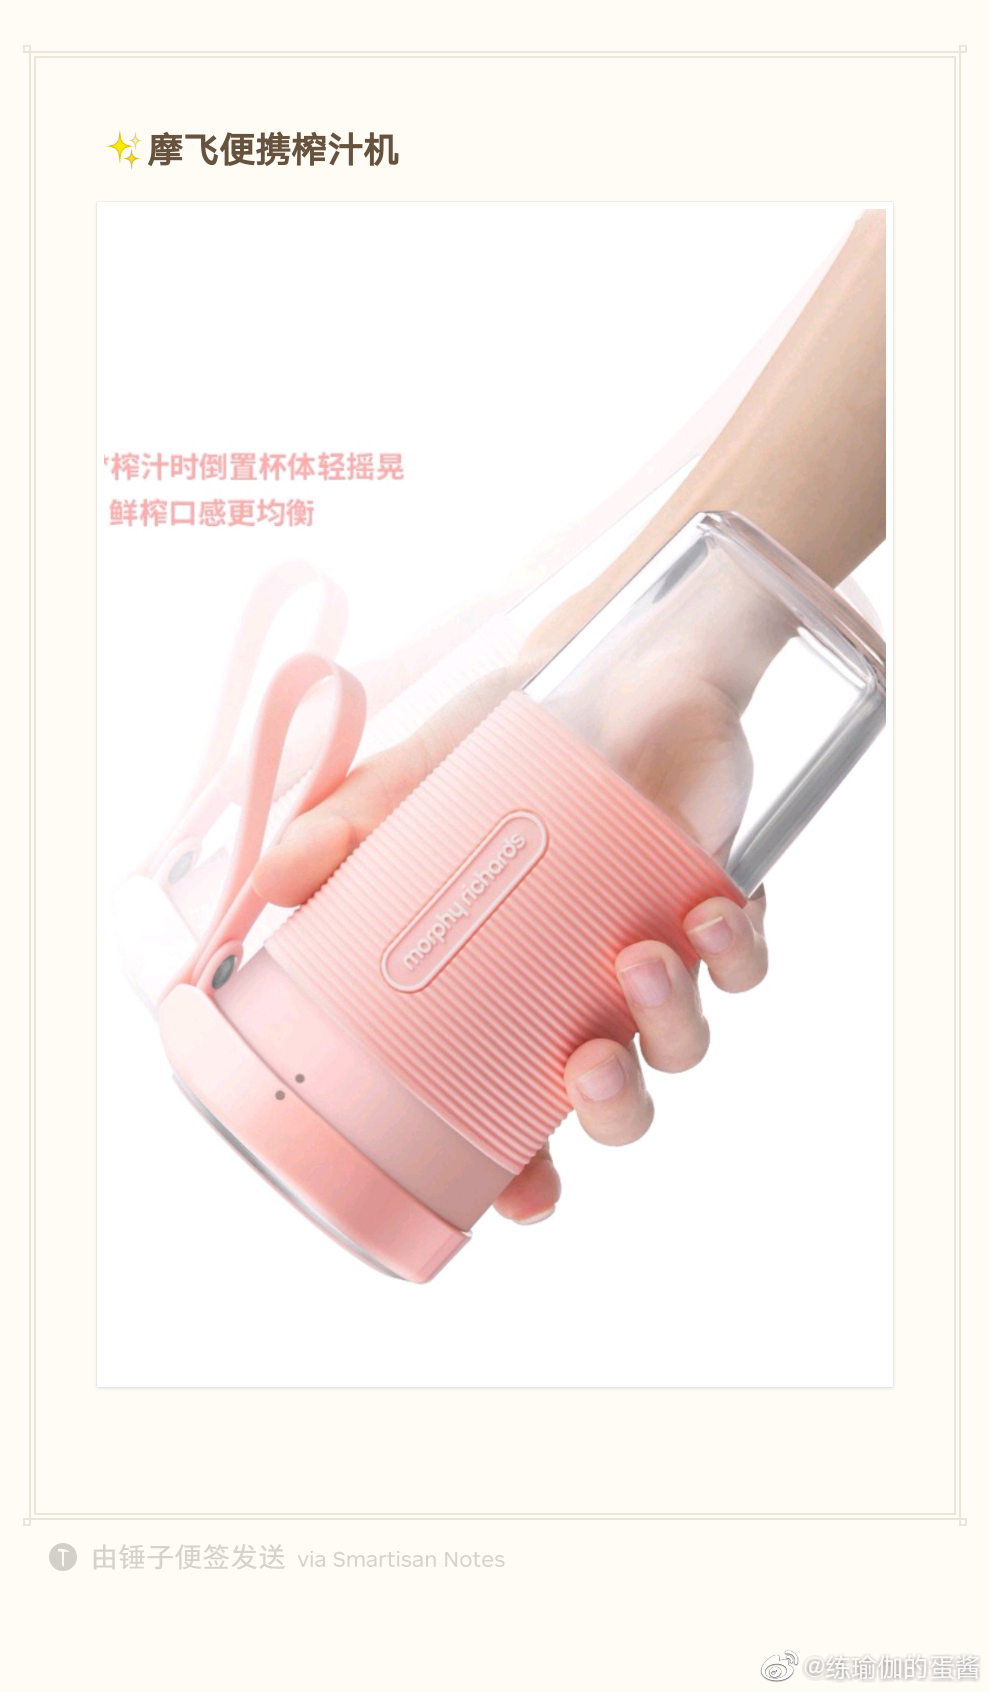 ✨摩飞便携榨汁机
榨汁时倒置杯体轻摇晃
鲜榨口感更均衡
morphy richards
T 由锤子便签发送 via Smartisan Notes
@练瑜伽的蛋酱